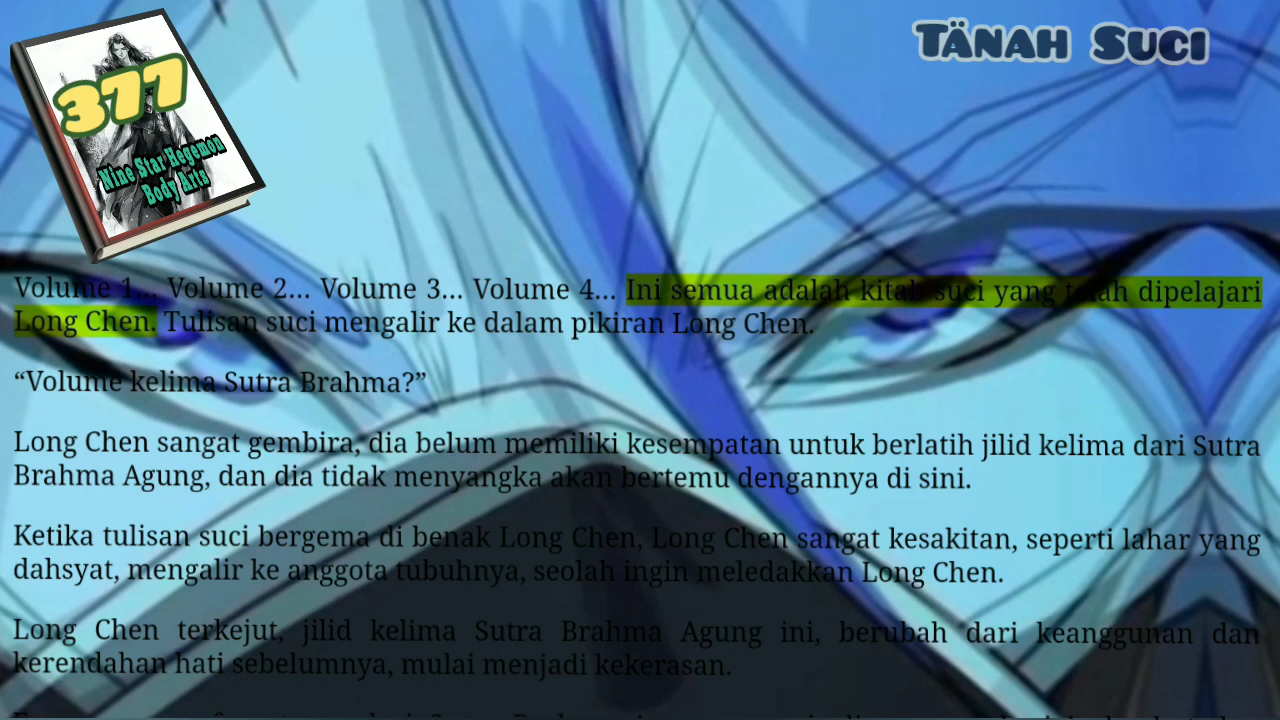 377
Nine Star Hegemon
Body Arts
Tänah Suci
Volume 1... Volume 2... Volume 3... Volume 4... Ini semua adalah kitab suci yang telah dipelajari
Long Chen. Tulisan suci mengalir ke dalam pikiran Long Chen.
“Volume kelima Sutra Brahma?”
Long Chen sangat gembira, dia belum memiliki kesempatan untuk berlatih jilid kelima dari Sutra
Brahma Agung, dan dia tidak menyangka akan bertemu dengannya di sini.
Ketika tulisan suci bergema di benak Long Chen, Long Chen sangat kesakitan, seperti lahar yang
dahsyat, mengalir ke anggota tubuhnya, seolah ingin meledakkan Long Chen.
Long Chen terkejut, jilid kelima Sutra Brahma Agung ini, berubah dari keanggunan dan
kerendahan hati sebelumnya, mulai menjadi kekerasan.